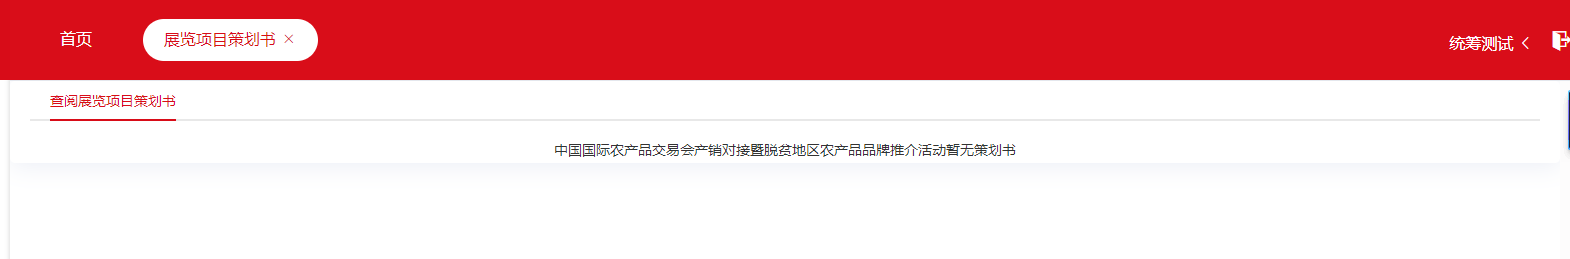 首页
展览项目策划书 ×
统筹测试
查阅展览项目策划书
中国国际农产品交易会产销对接暨脱贫地区农产品品牌推介活动暂无策划书